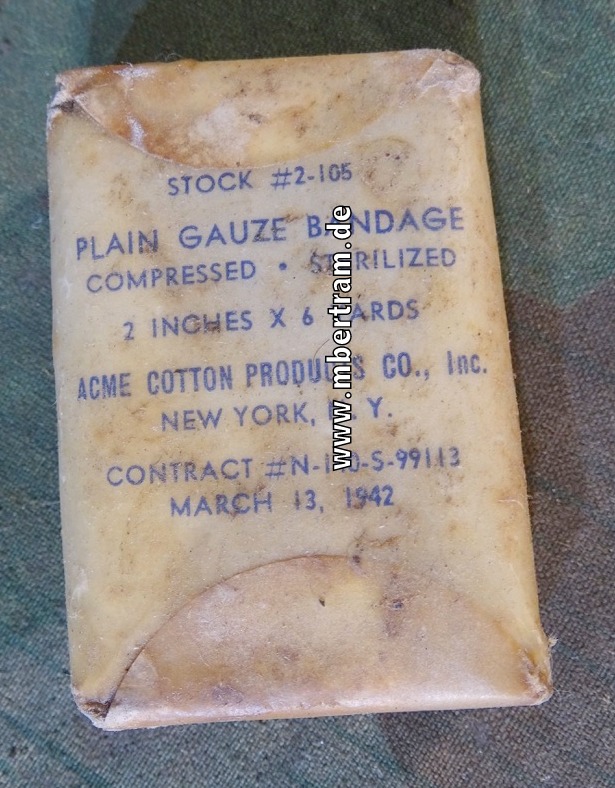 STOCK #2-105
PLAIN GAUZE BANDAGE
COMPRESSED • STERILIZED
2 INCHES X 6 YARDS
ACME COTTON PRODUCTS CO., Inc.
NEW YORK, N. Y.
CONTRACT
MARCH 13, 1942
www.mbertram.de